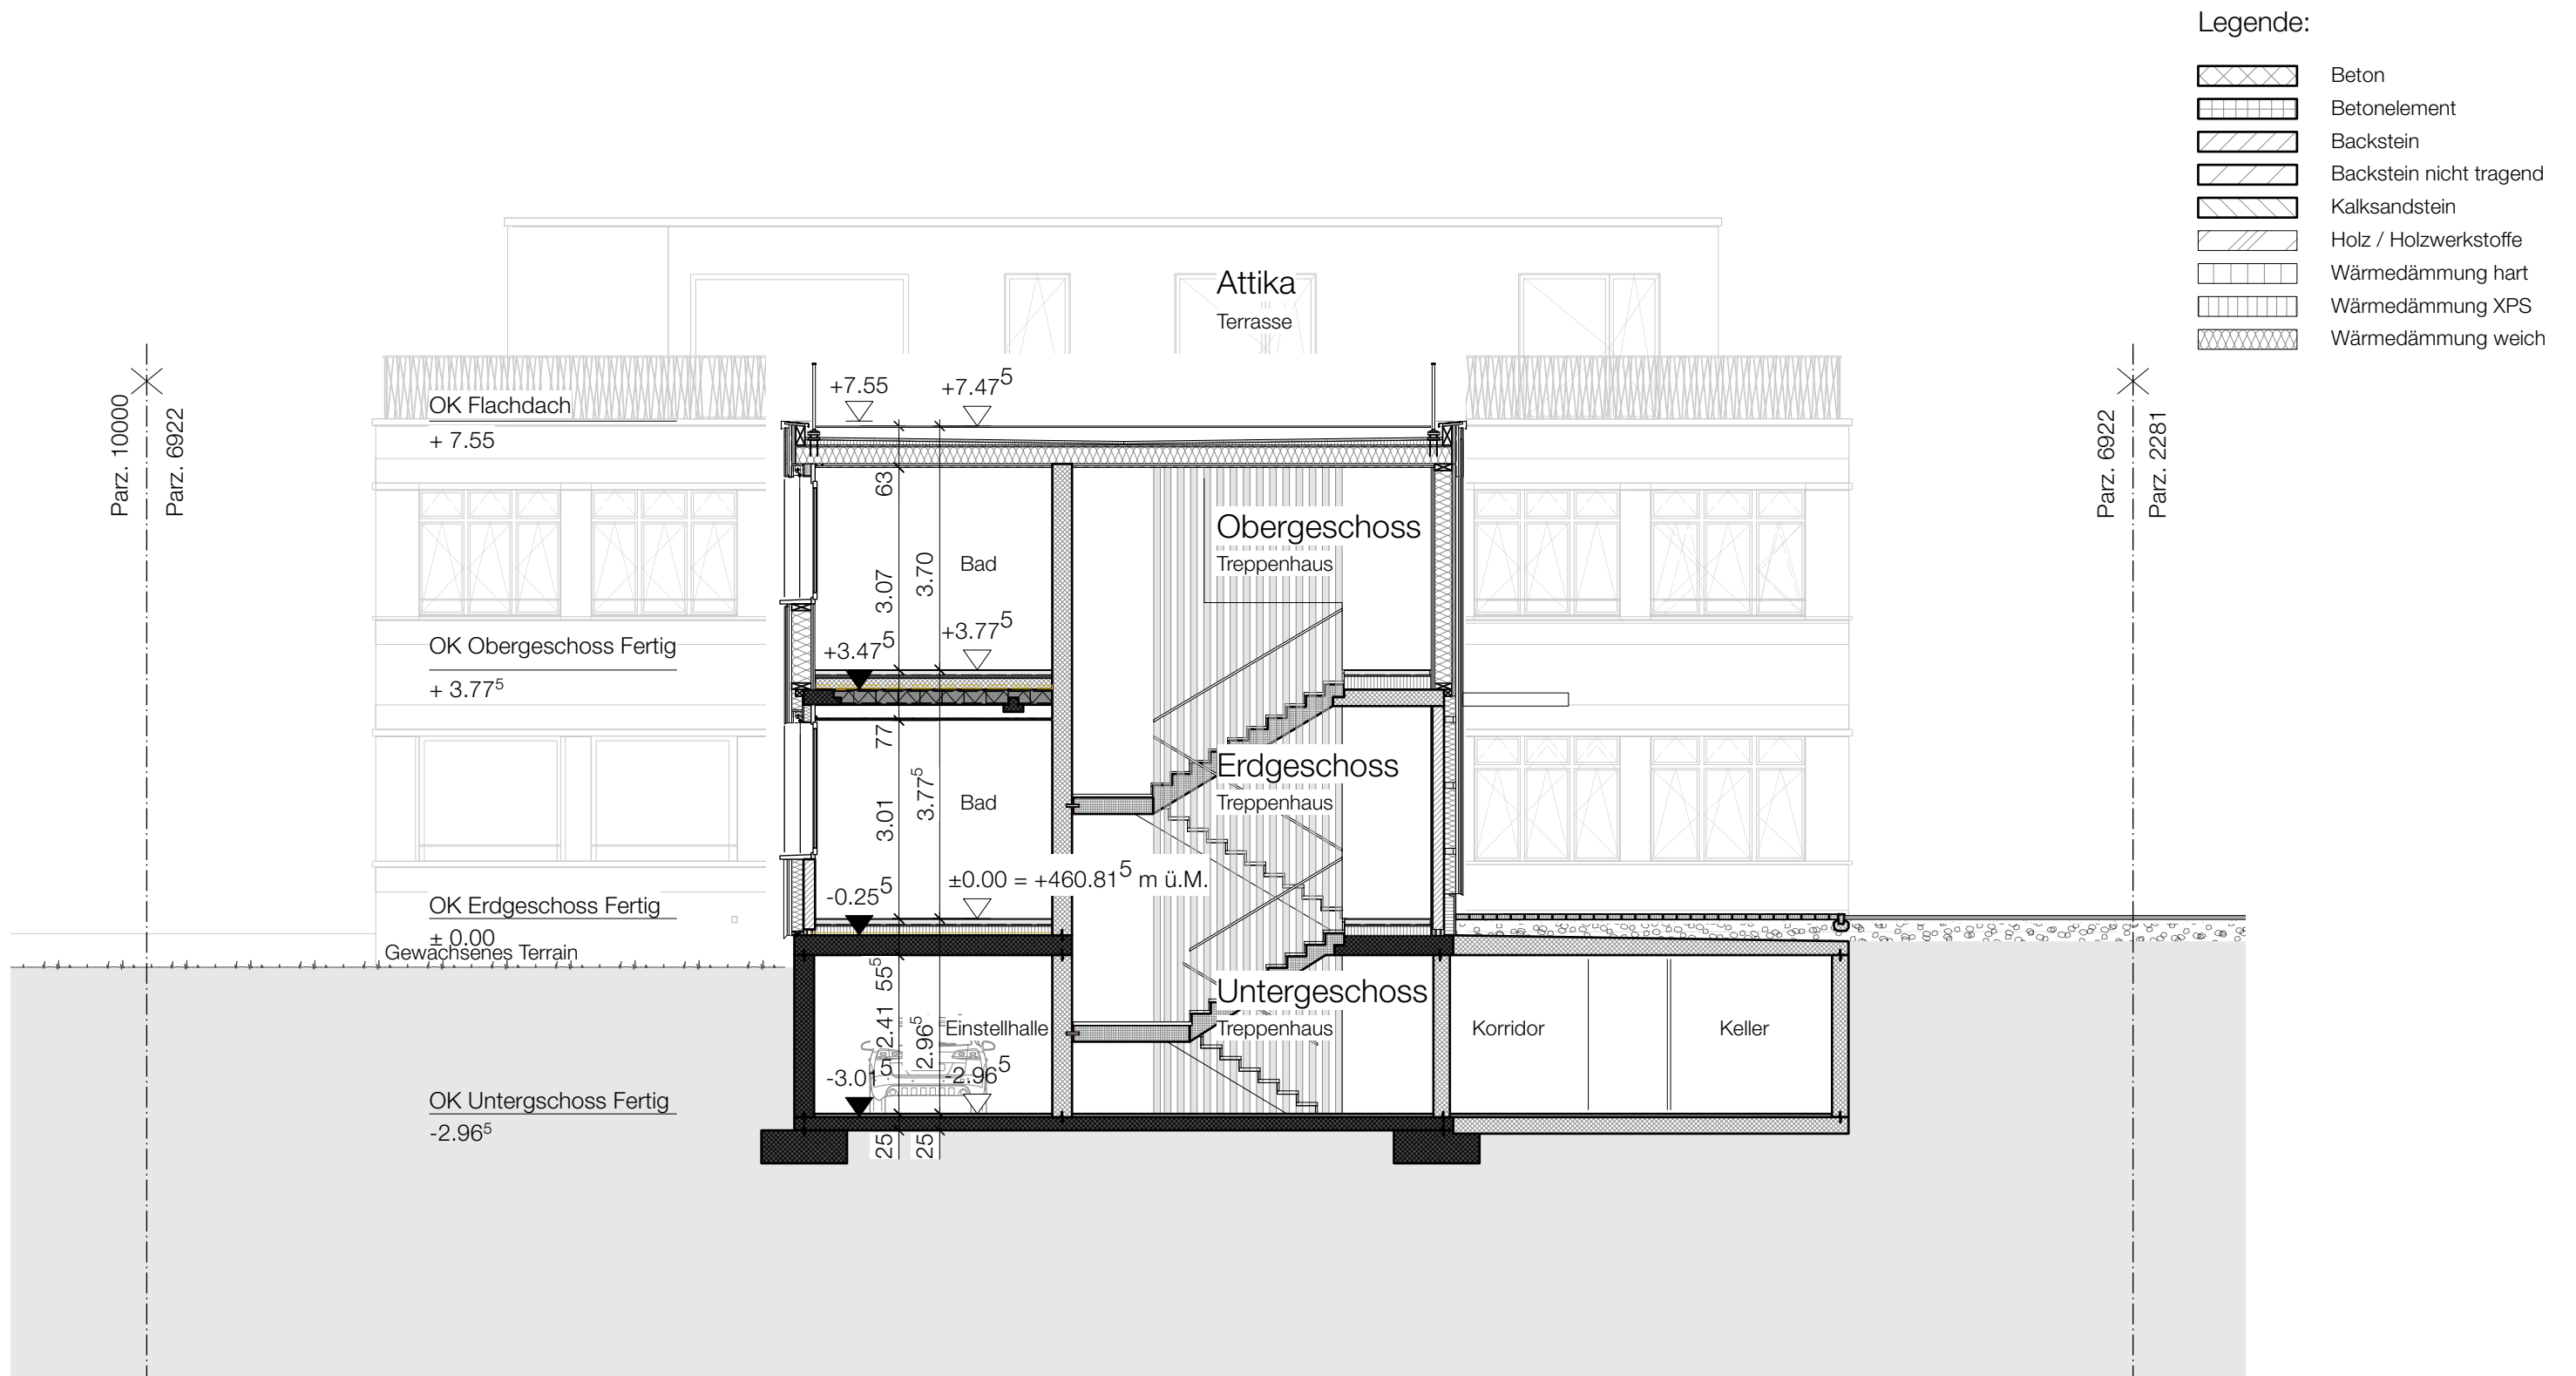 Legende:
Beton
Betonelement
Backstein
Backstein nicht tragend
Kalksandstein
Holz / Holzwerkstoffe
Wärmedämmung hart
Wärmedämmung XPS
Wärmedämmung weich
Attika
Terrasse
Parz. 10000
Parz. 6922
Parz. 6922
Parz. 2281
OK Flachdach
+ 7.55
+7.55
+7.47⁵
63
3.07
3.70
Bad
Obergeschoss
Treppenhaus
+3.47⁵
+3.77⁵
OK Obergeschoss Fertig
+ 3.77⁵
77
3.01
3.77⁵
Bad
Erdgeschoss
Treppenhaus
-0.25⁵
±0.00 = +460.81⁵ m ü.M.
OK Erdgeschoss Fertig
± 0.00
Gewachsenes Terrain
55⁵
2.41
2.96⁵
Einstellhalle
Untergeschoss
Treppenhaus
Korridor
Keller
-3.01⁵
-2.96⁵
OK Untergschoss Fertig
-2.96⁵
25
25